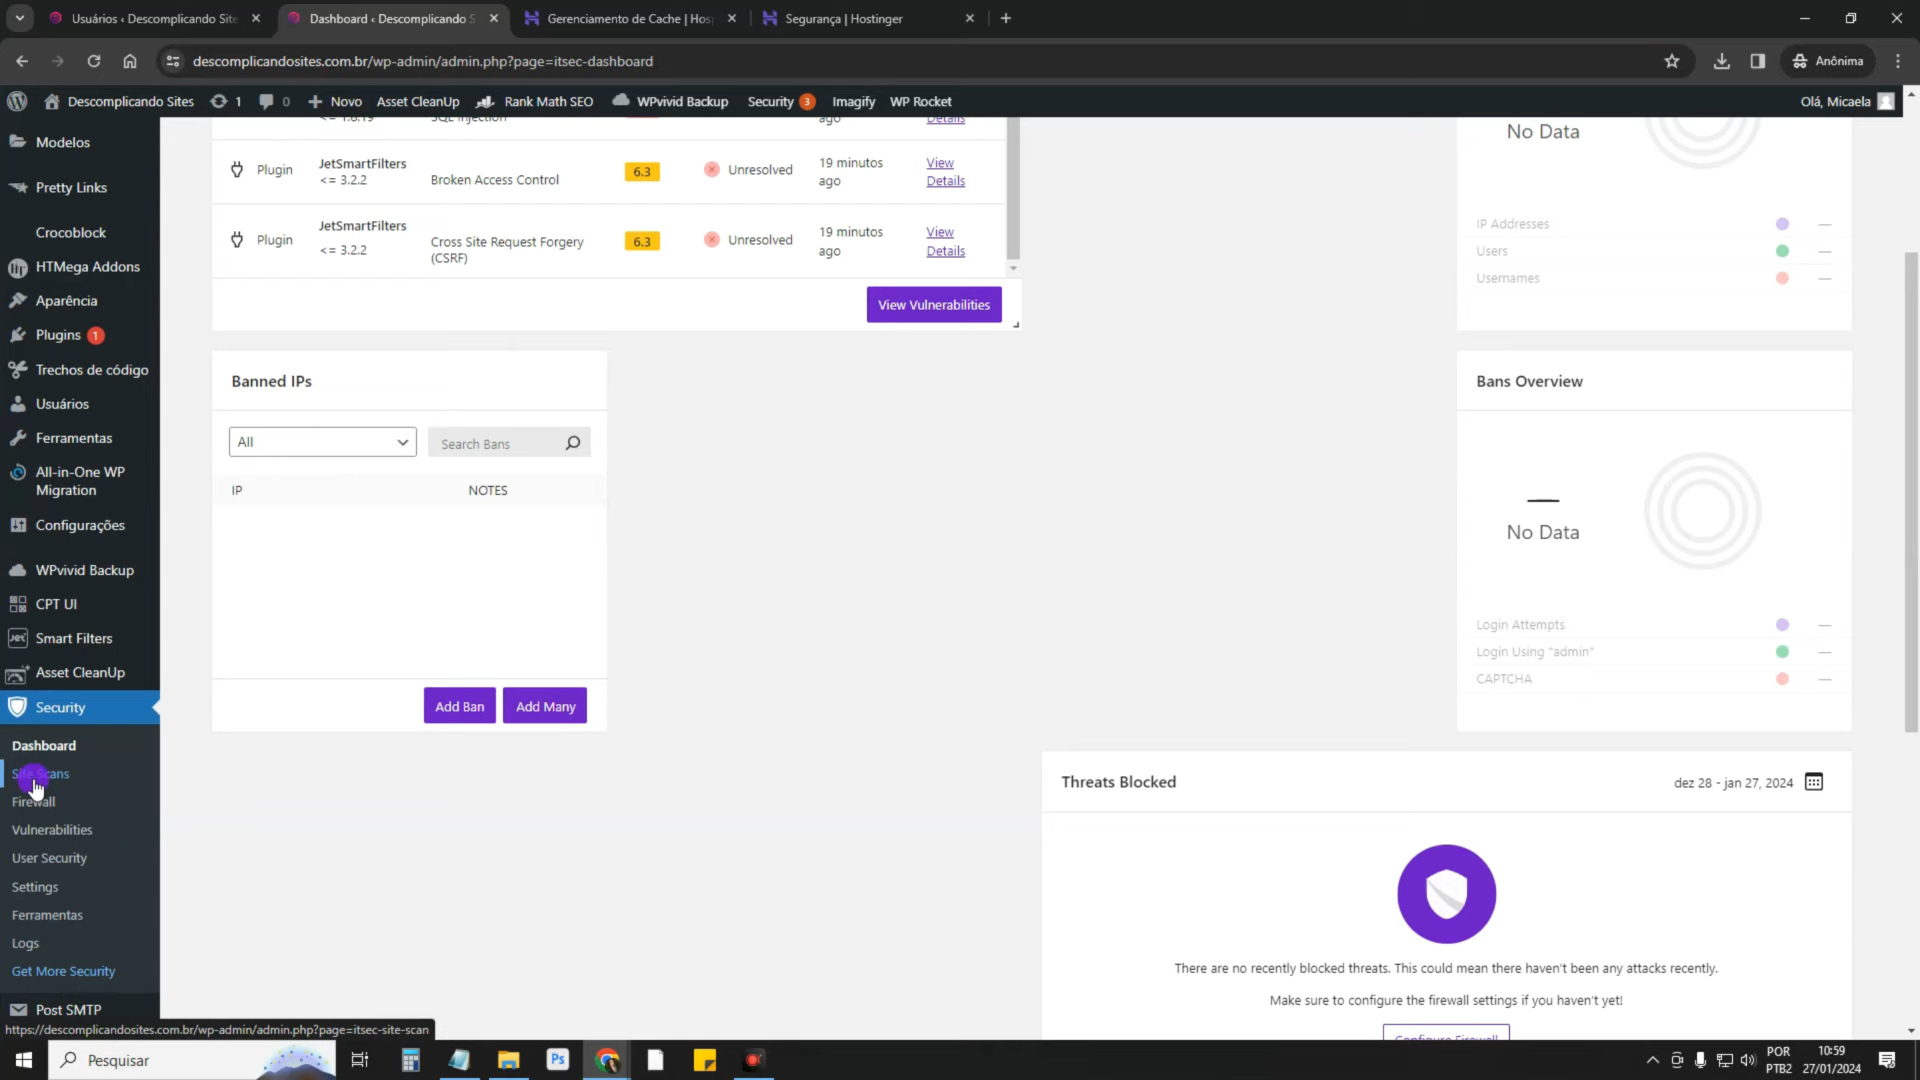 Usuários ‹ Descomplicando Site
Dashboard ‹ Descomplicando S
Gerenciamento de Cache | Hos
Segurança | Hostinger
descomplicandosites.com.br/wp-admin/admin.php?page=itsec-dashboard
Anônima
Descomplicando Sites
1
0
Novo
Asset CleanUp
Rank Math SEO
WPvivid Backup
Security 3
Imagify
WP Rocket
Olá, Micaela
Modelos
Pretty Links
Crocoblock
HTMega Addons
Aparência
Plugins 1
Trechos de código
Usuários
Ferramentas
All-in-One WP
Migration
Configurações
WPvivid Backup
CPT UI
Smart Filters
Asset CleanUp
Security
Dashboard
Site Scans
Firewall
Vulnerabilities
User Security
Settings
Ferramentas
Logs
Get More Security
Post SMTP
<= 1.8.19 SQL Injection ago Details
Plugin
JetSmartFilters
<= 3.2.2
Broken Access Control
6.3
Unresolved
19 minutos
ago
View
Details
Plugin
JetSmartFilters
<= 3.2.2
Cross Site Request Forgery
(CSRF)
6.3
Unresolved
19 minutos
ago
View
Details
View Vulnerabilities
No Data
IP Addresses —
Users —
Usernames —
Banned IPs
All
Search Bans
IP NOTES
Add Ban
Add Many
Bans Overview
—
No Data
Login Attempts —
Login Using "admin" —
CAPTCHA —
Threats Blocked
dez 28 - jan 27, 2024
There are no recently blocked threats. This could mean there haven't been any attacks recently.
Make sure to configure the firewall settings if you haven't yet!
Configure Firewall
https://descomplicandosites.com.br/wp-admin/admin.php?page=itsec-site-scan
Pesquisar
Ps
POR
PTB2
10:59
27/01/2024